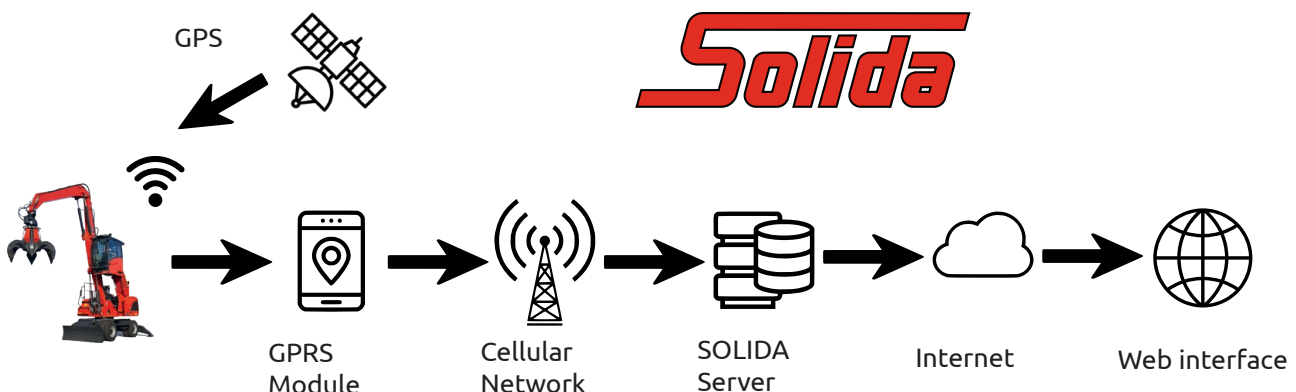 GPS
Solida
GPRS
Module
Cellular
Network
SOLIDA
Server
Internet
Web interface